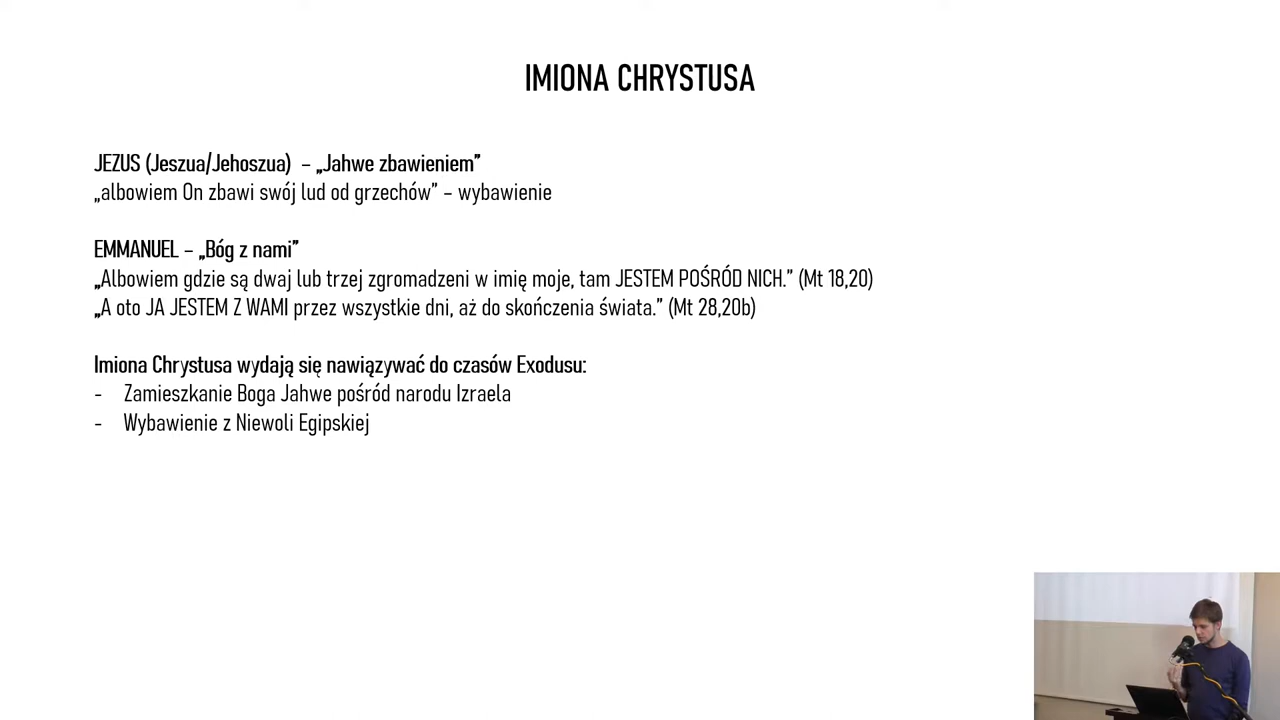 IMIONA CHRYSTUSA
JEZUS (Jeszua/Jehoszua) – „Jahwe zbawieniem”
„albowiem On zbawi swój lud od grzechów” – wybawienie
EMMANUEL – „Bóg z nami”
„Albowiem gdzie są dwaj lub trzej zgromadzeni w imię moje, tam JESTEM POŚRÓD NICH.” (Mt 18,20)
„A oto JA JESTEM Z WAMI przez wszystkie dni, aż do skończenia świata.” (Mt 28,20b)
Imiona Chrystusa wydają się nawiązywać do czasów Exodusu:
- Zamieszkanie Boga Jahwe pośród narodu Izraela
- Wybawienie z Niewoli Egipskiej